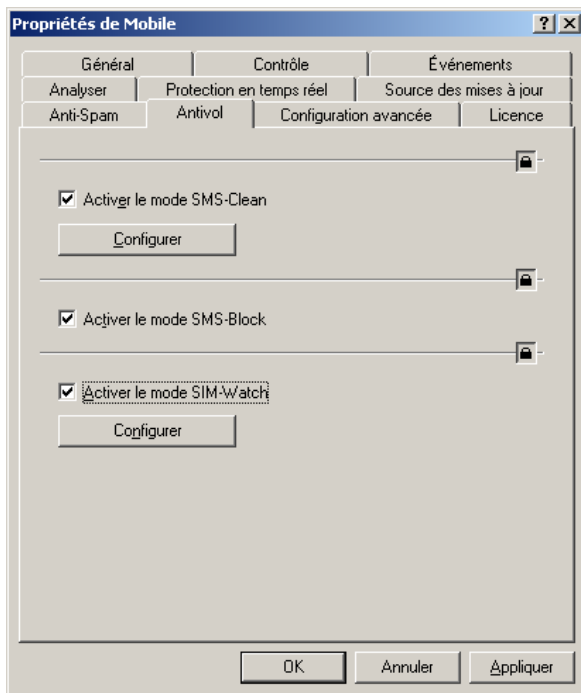 Propriétés de Mobile
Général Contrôle Événements
Analyser Protection en temps réel Source des mises à jour
Anti-Spam Antivol Configuration avancée Licence
Activer le mode SMS-Clean
Configurer
Activer le mode SMS-Block
Activer le mode SIM-Watch
Configurer
OK Annuler Appliquer